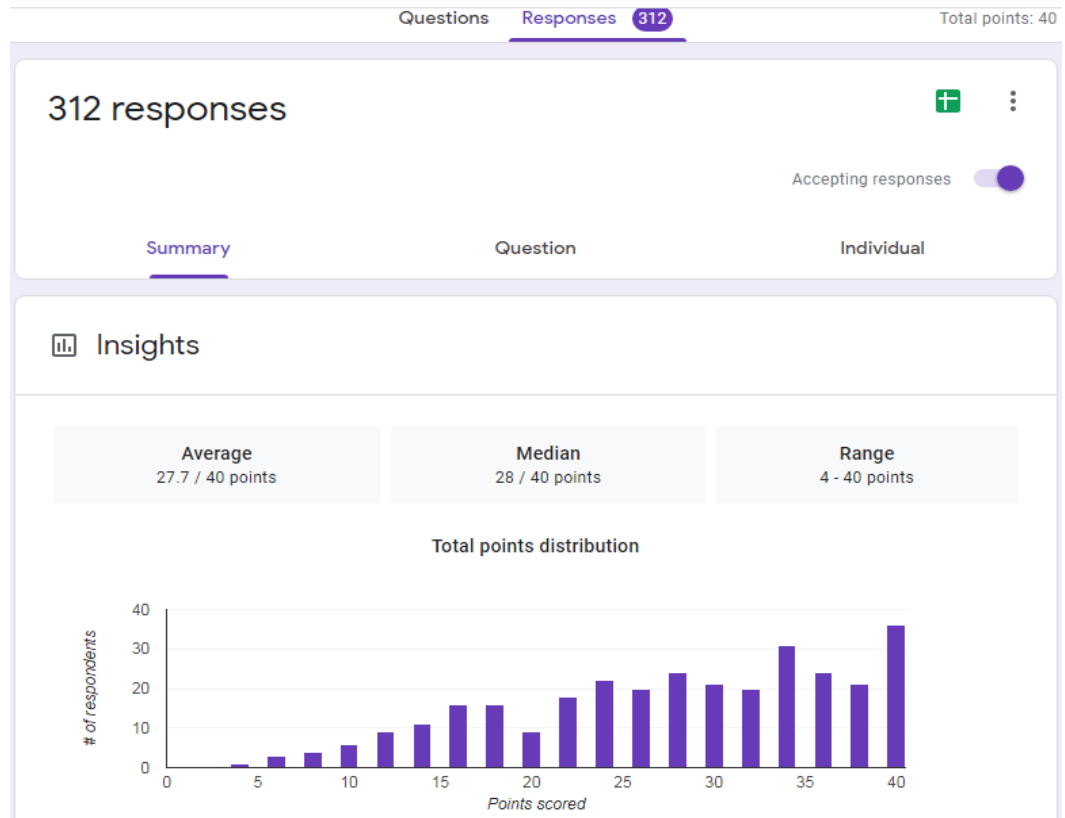 Questions Responses 312 Total points: 40
312 responses
Accepting responses
Summary Question Individual
Insights
Average Median Range
27.7 / 40 points 28 / 40 points 4 - 40 points
Total points distribution
# of respondents
40
30
20
10
0
0 5 10 15 20 25 30 35 40
Points scored